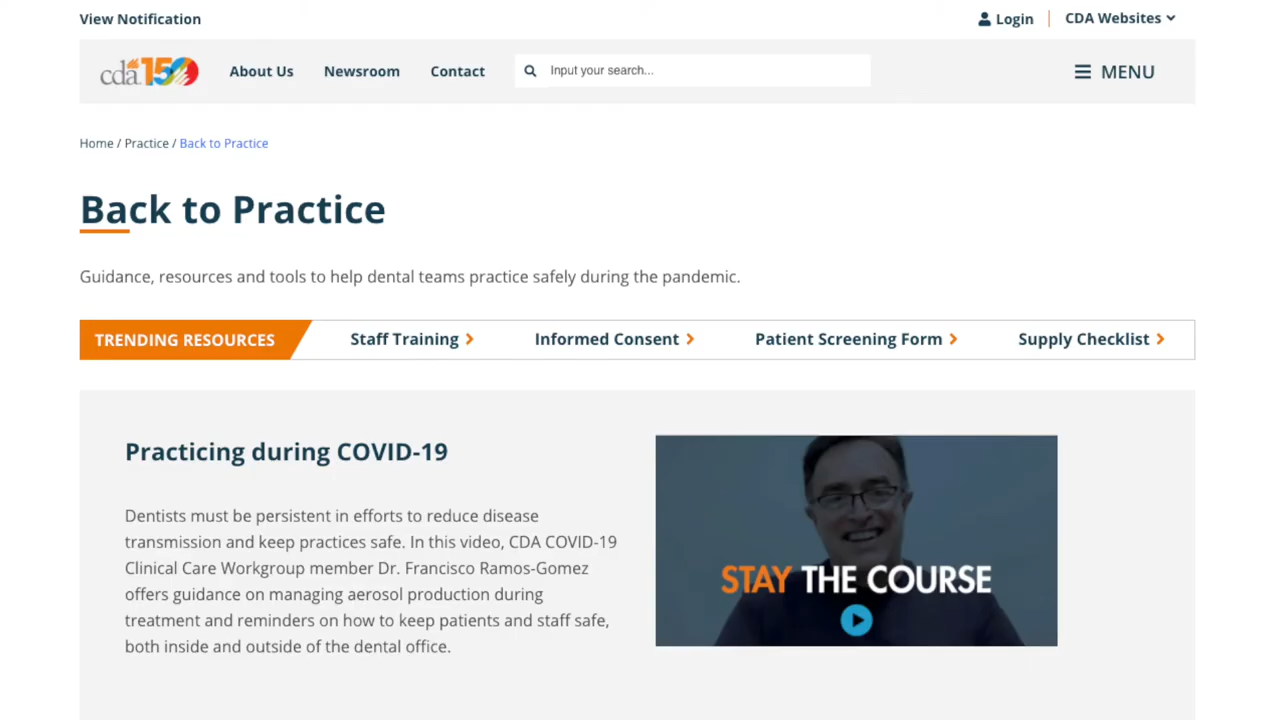 View Notification
Login
CDA Websites
cda 150
About Us
Newsroom
Contact
Input your search...
MENU
Home / Practice / Back to Practice
Back to Practice
Guidance, resources and tools to help dental teams practice safely during the pandemic.
TRENDING RESOURCES
Staff Training
Informed Consent
Patient Screening Form
Supply Checklist
Practicing during COVID-19
Dentists must be persistent in efforts to reduce disease
transmission and keep practices safe. In this video, CDA COVID-19
Clinical Care Workgroup member Dr. Francisco Ramos-Gomez
offers guidance on managing aerosol production during
treatment and reminders on how to keep patients and staff safe,
both inside and outside of the dental office.
STAY THE COURSE